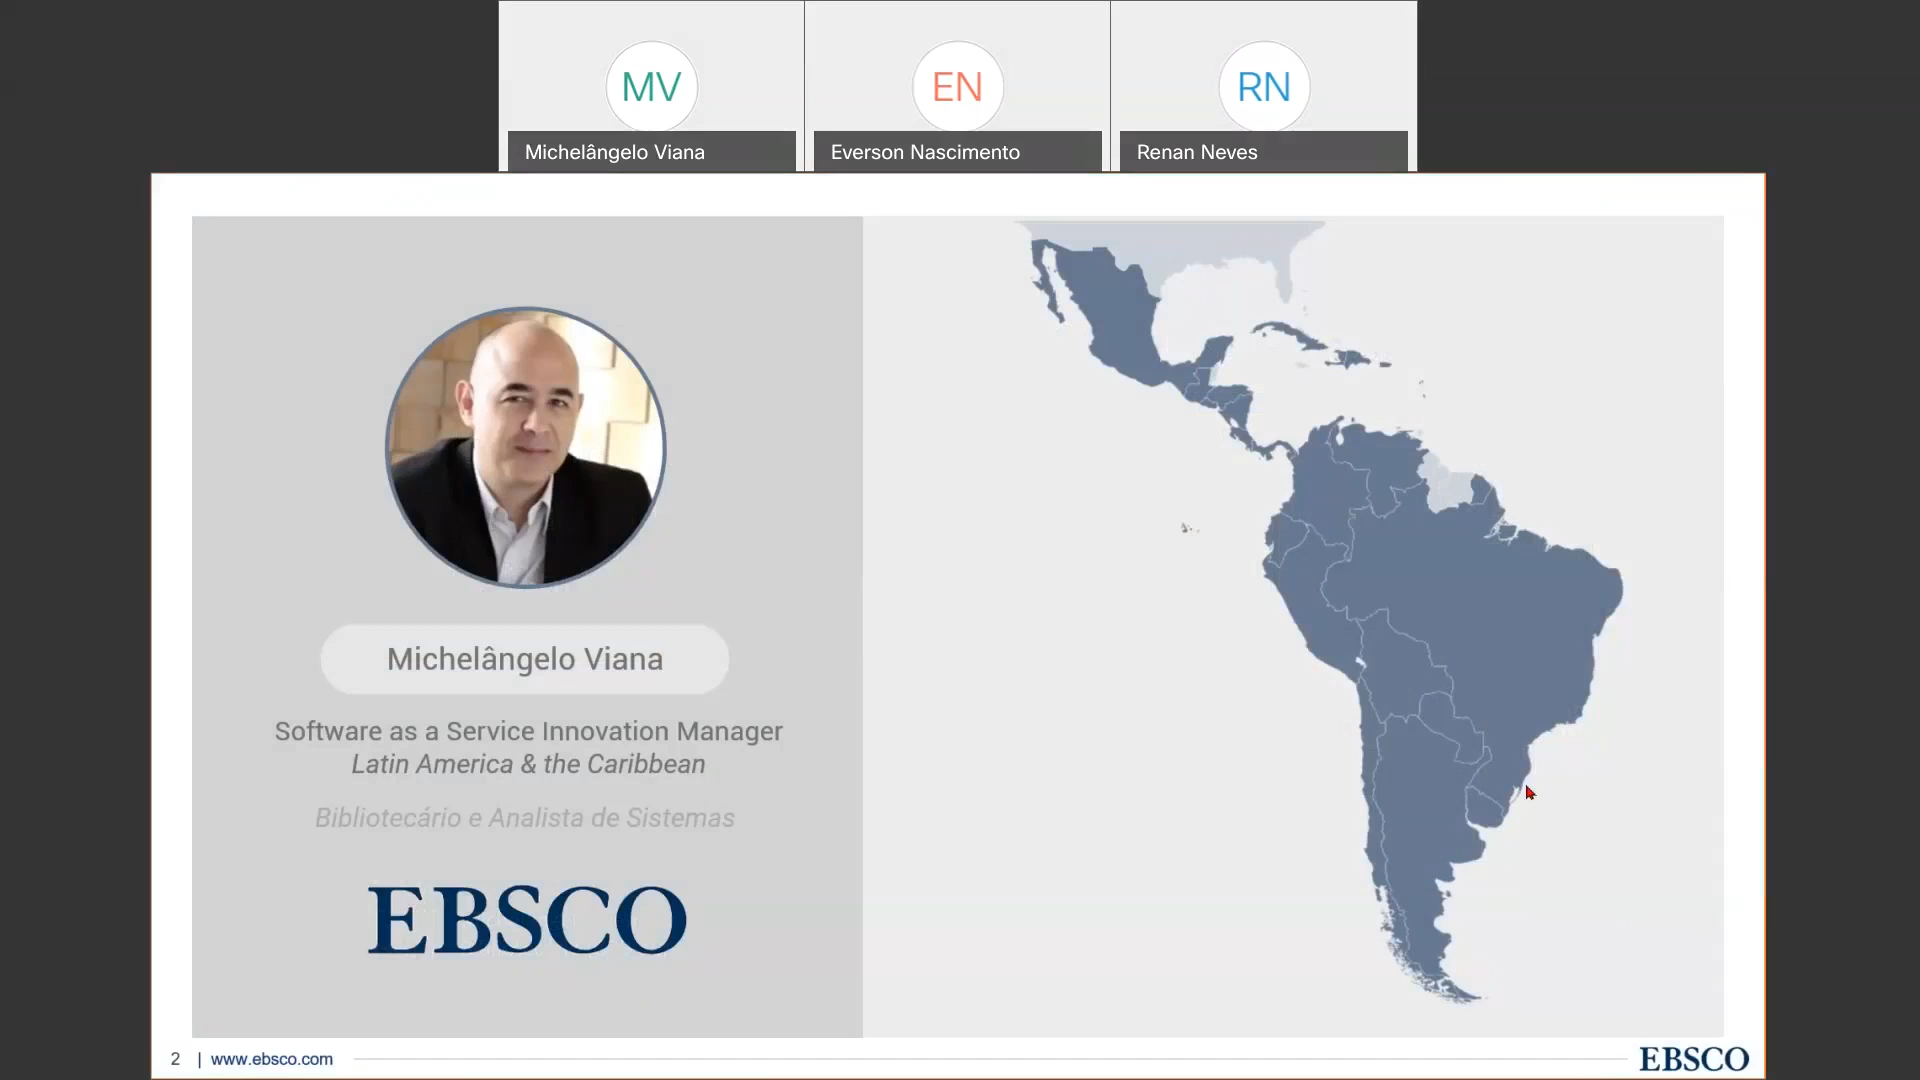 MV
EN
RN
Michelângelo Viana
Everson Nascimento
Renan Neves
Michelângelo Viana
Software as a Service Innovation Manager
Latin America & the Caribbean
Bibliotecário e Analista de Sistemas
EBSCO
2 | www.ebsco.com
EBSCO